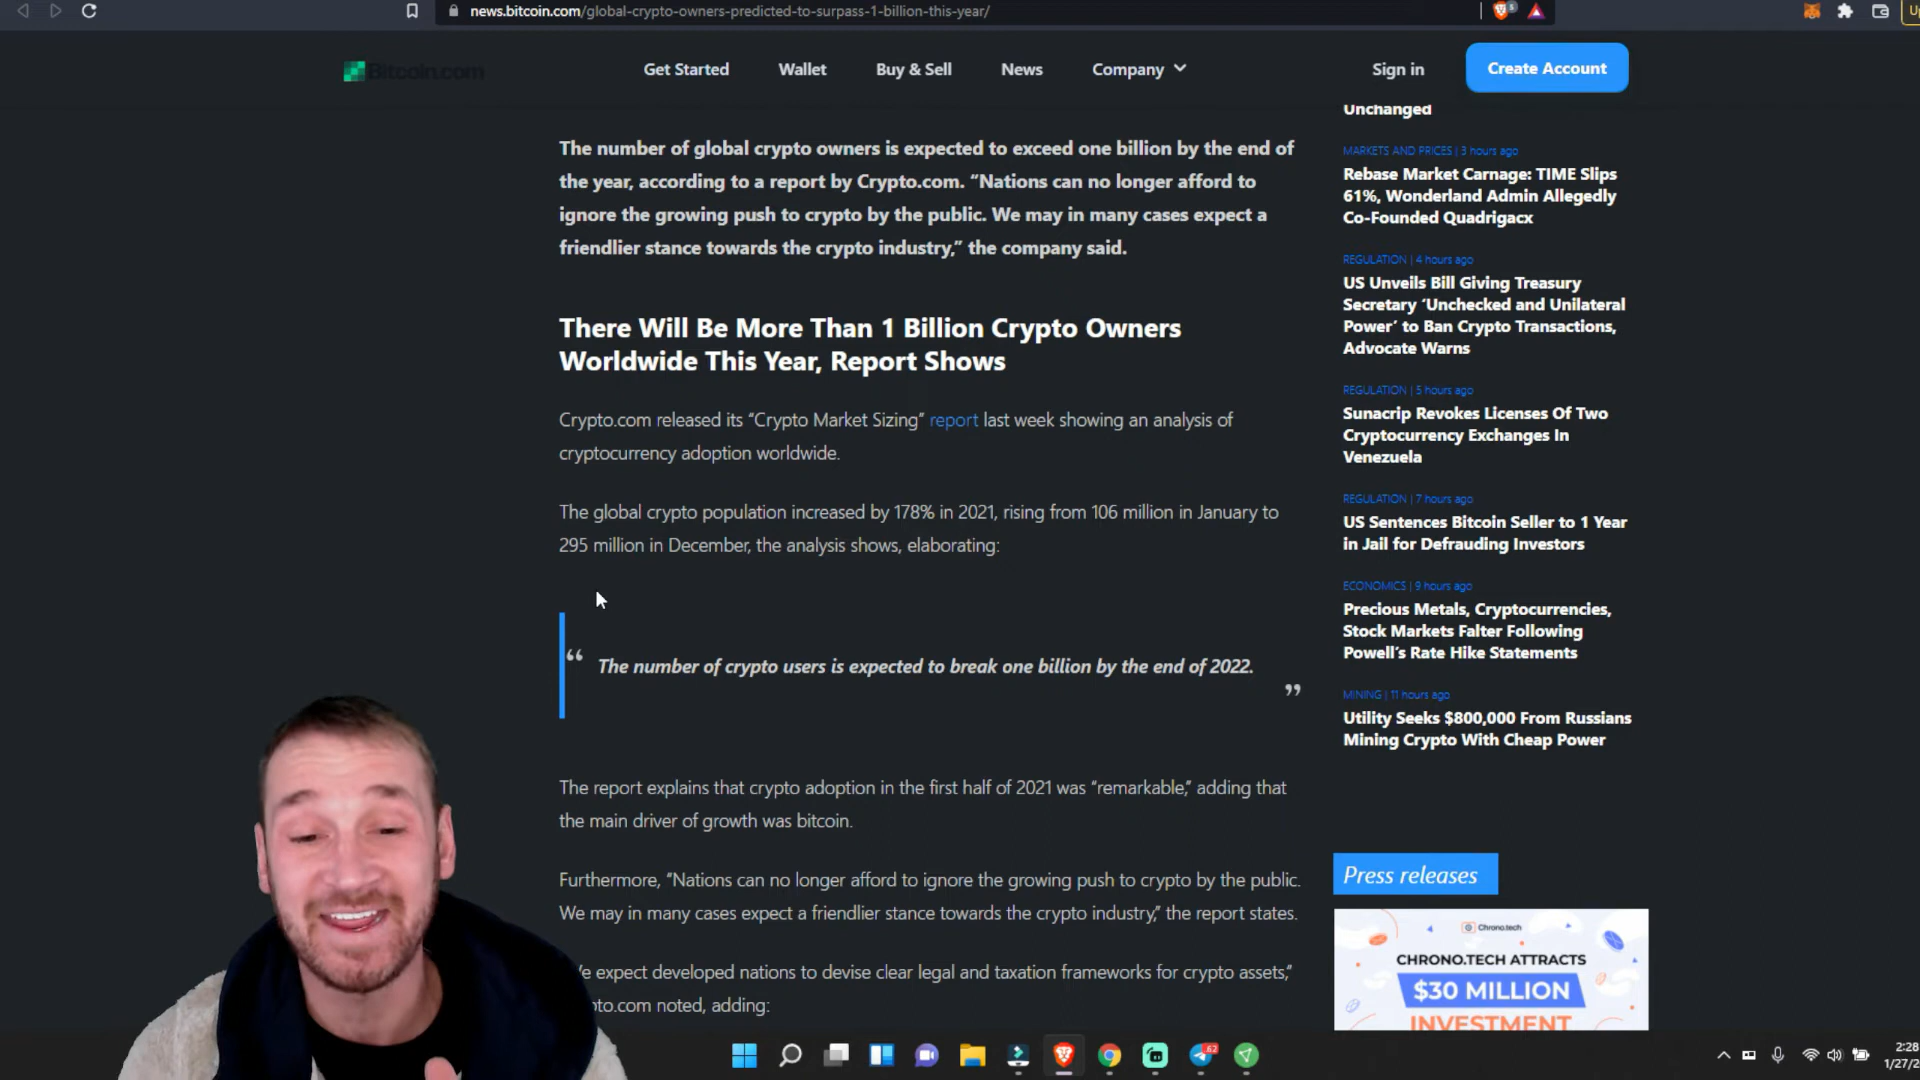 news.bitcoin.com/global-crypto-owners-predicted-to-surpass-1-billion-this-year/
Bitcoin.com
Get Started
Wallet
Buy & Sell
News
Company
Sign in
Create Account
The number of global crypto owners is expected to exceed one billion by the end of
the year, according to a report by Crypto.com. “Nations can no longer afford to
ignore the growing push to crypto by the public. We may in many cases expect a
friendlier stance towards the crypto industry,” the company said.
There Will Be More Than 1 Billion Crypto Owners
Worldwide This Year, Report Shows
Crypto.com released its “Crypto Market Sizing” report last week showing an analysis of
cryptocurrency adoption worldwide.
The global crypto population increased by 178% in 2021, rising from 106 million in January to
295 million in December, the analysis shows, elaborating:
“ The number of crypto users is expected to break one billion by the end of 2022.
”
The report explains that crypto adoption in the first half of 2021 was “remarkable,” adding that
the main driver of growth was bitcoin.
Furthermore, “Nations can no longer afford to ignore the growing push to crypto by the public.
We may in many cases expect a friendlier stance towards the crypto industry,” the report states.
e expect developed nations to devise clear legal and taxation frameworks for crypto assets,”
pto.com noted, adding:
Unchanged
MARKETS AND PRICES | 3 hours ago
Rebase Market Carnage: TIME Slips
61%, Wonderland Admin Allegedly
Co-Founded Quadrigacx
REGULATION | 4 hours ago
US Unveils Bill Giving Treasury
Secretary ‘Unchecked and Unilateral
Power’ to Ban Crypto Transactions,
Advocate Warns
REGULATION | 5 hours ago
Sunacrip Revokes Licenses Of Two
Cryptocurrency Exchanges In
Venezuela
REGULATION | 7 hours ago
US Sentences Bitcoin Seller to 1 Year
in Jail for Defrauding Investors
ECONOMICS | 9 hours ago
Precious Metals, Cryptocurrencies,
Stock Markets Falter Following
Powell’s Rate Hike Statements
MINING | 11 hours ago
Utility Seeks $800,000 From Russians
Mining Crypto With Cheap Power
Press releases
Chrono.tech
CHRONO.TECH ATTRACTS
$30 MILLION
INVESTMENT
62
2:28
1/27/2